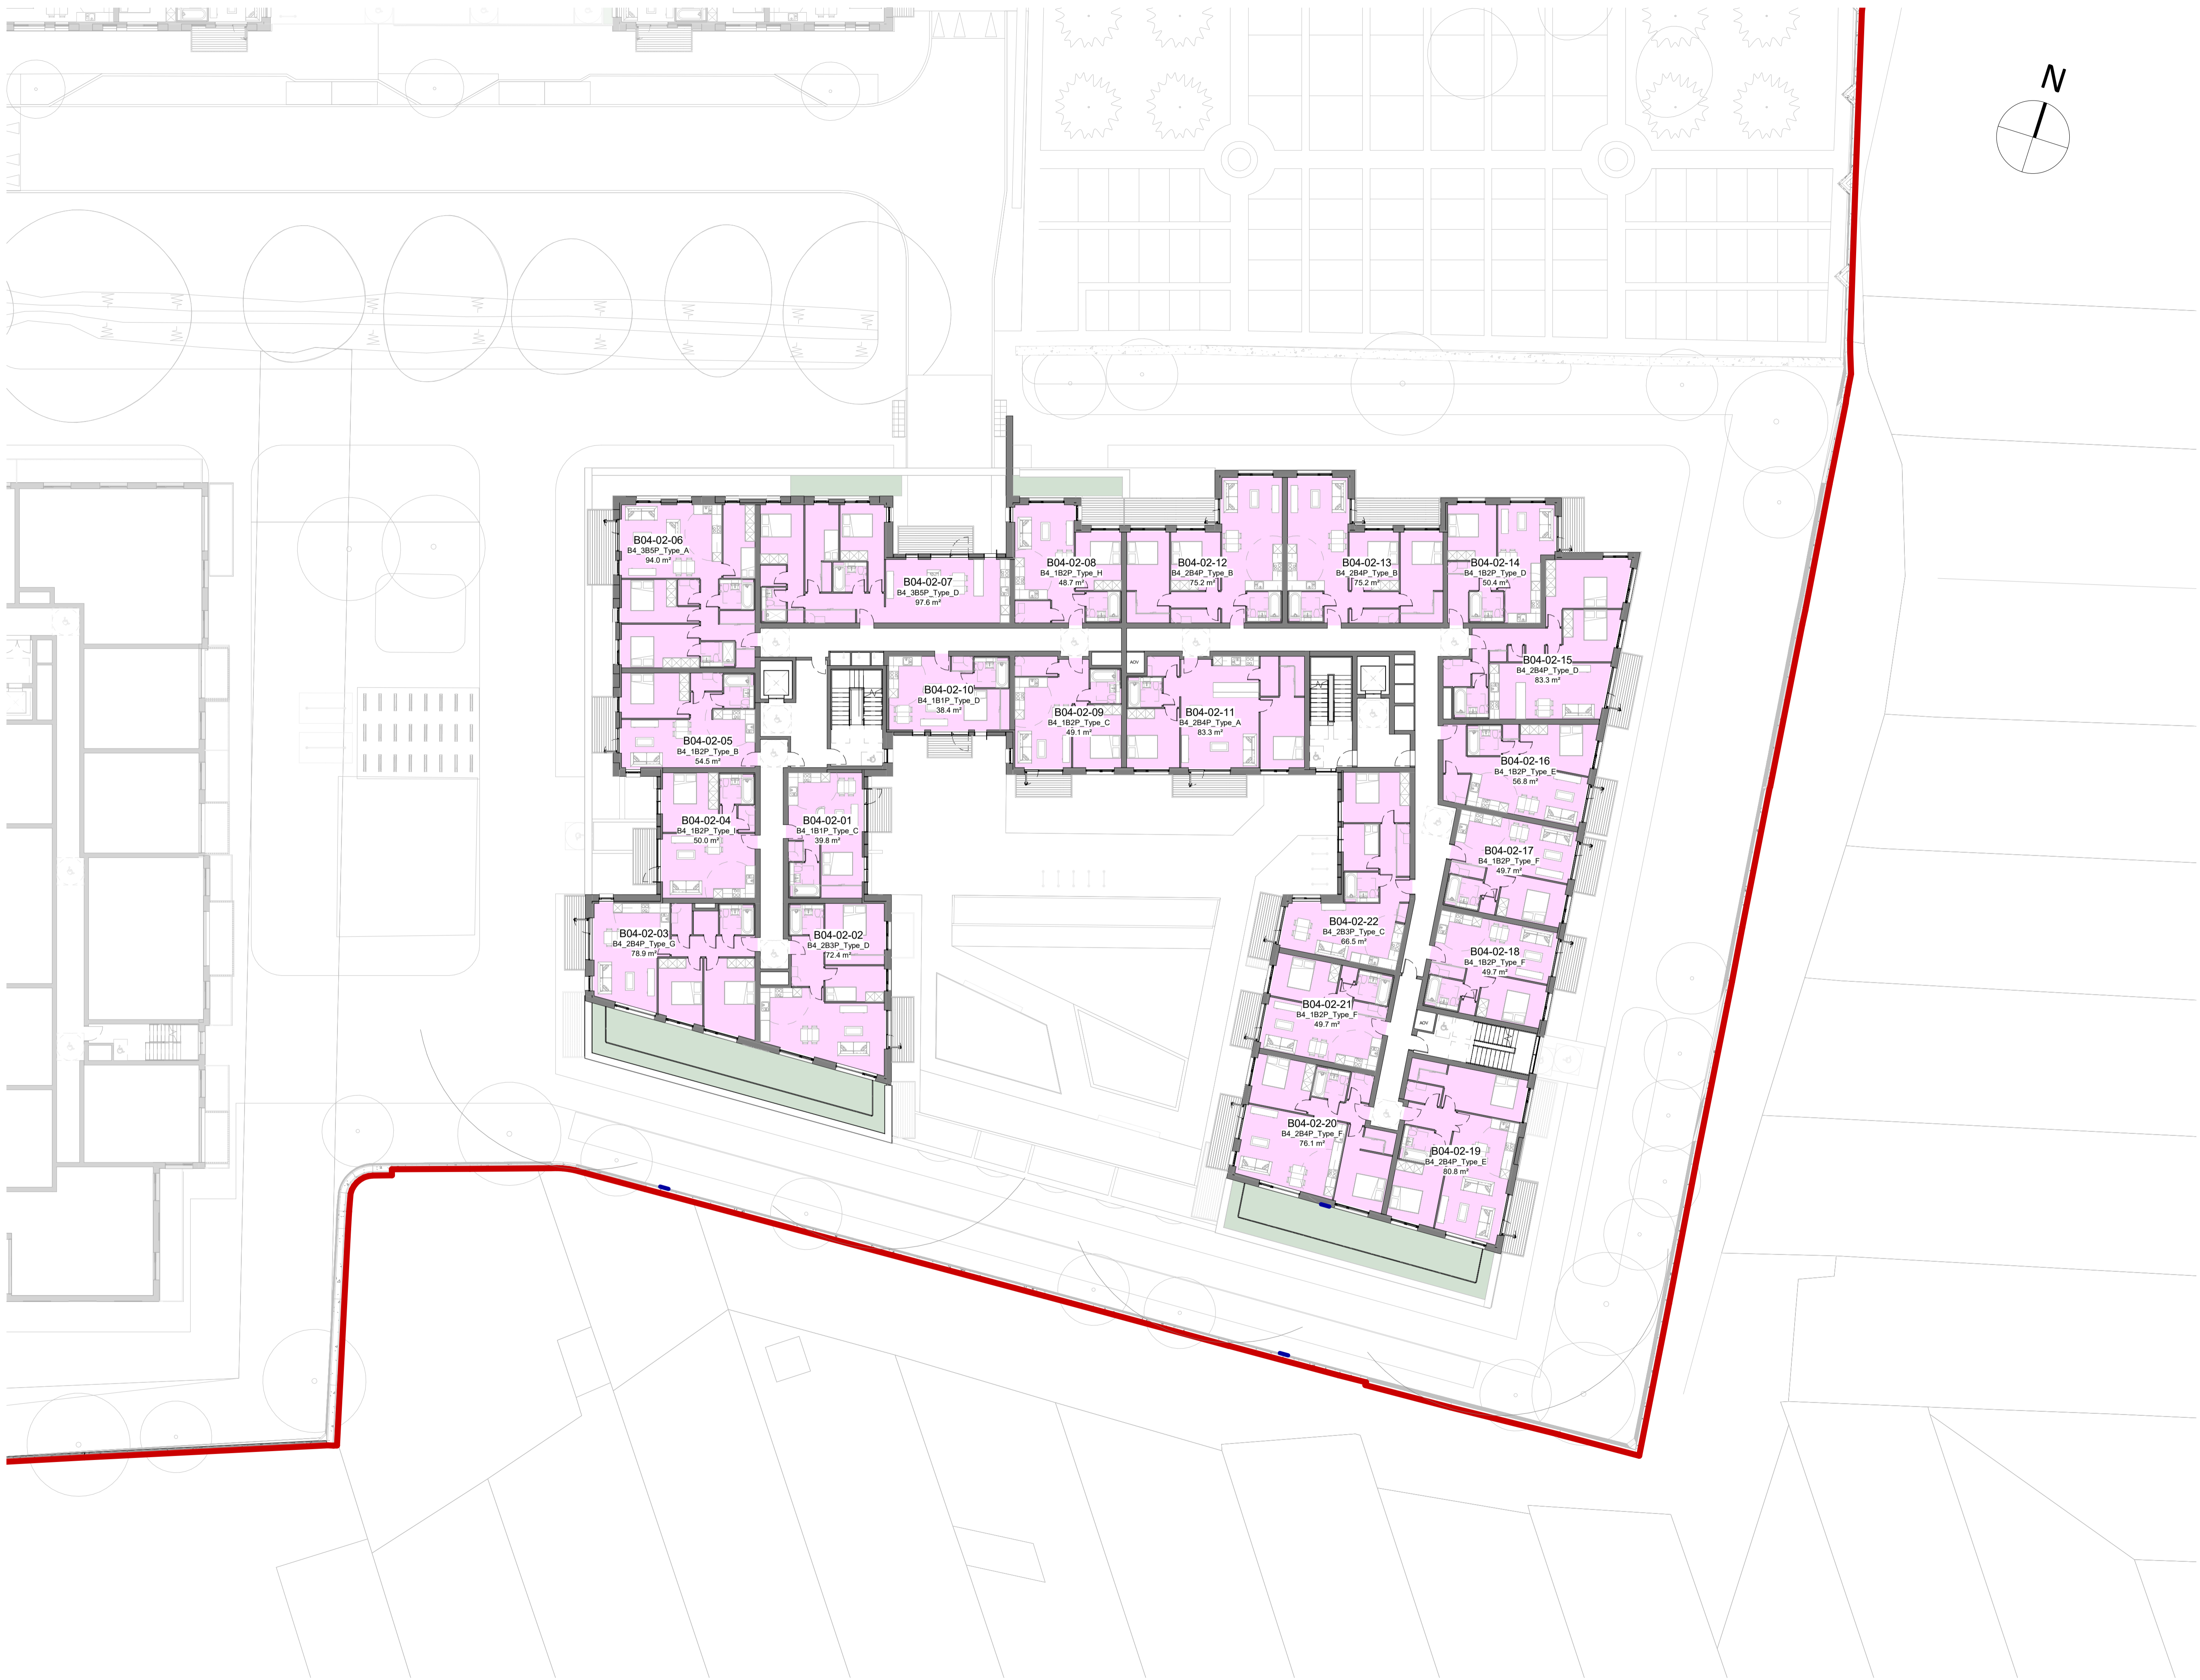 N
B04-02-06
B4_3B5P_Type_A
94.0 m²
B04-02-07
B4_3B5P_Type_D
97.6 m²
B04-02-08
B4_1B2P_Type_H
48.7 m²
B04-02-12
B4_2B4P_Type_B
75.2 m²
B04-02-13
B4_2B4P_Type_B
75.2 m²
B04-02-14
B4_1B2P_Type_D
50.4 m²
B04-02-15
B4_2B4P_Type_D
83.3 m²
AOV
B04-02-10
B4_1B1P_Type_D
38.4 m²
B04-02-09
B4_1B2P_Type_C
49.1 m²
B04-02-11
B4_2B4P_Type_A
83.3 m²
B04-02-05
B4_1B2P_Type_B
54.5 m²
B04-02-16
B4_1B2P_Type_E
56.8 m²
B04-02-04
B4_1B2P_Type_I
50.0 m²
B04-02-01
B4_1B1P_Type_C
39.8 m²
B04-02-17
B4_1B2P_Type_F
49.7 m²
B04-02-03
B4_2B4P_Type_G
78.9 m²
B04-02-02
B4_2B3P_Type_D
72.4 m²
B04-02-22
B4_2B3P_Type_C
66.5 m²
B04-02-18
B4_1B2P_Type_F
49.7 m²
B04-02-21
B4_1B2P_Type_F
49.7 m²
AOV
B04-02-20
B4_2B4P_Type_F
76.1 m²
B04-02-19
B4_2B4P_Type_E
80.8 m²